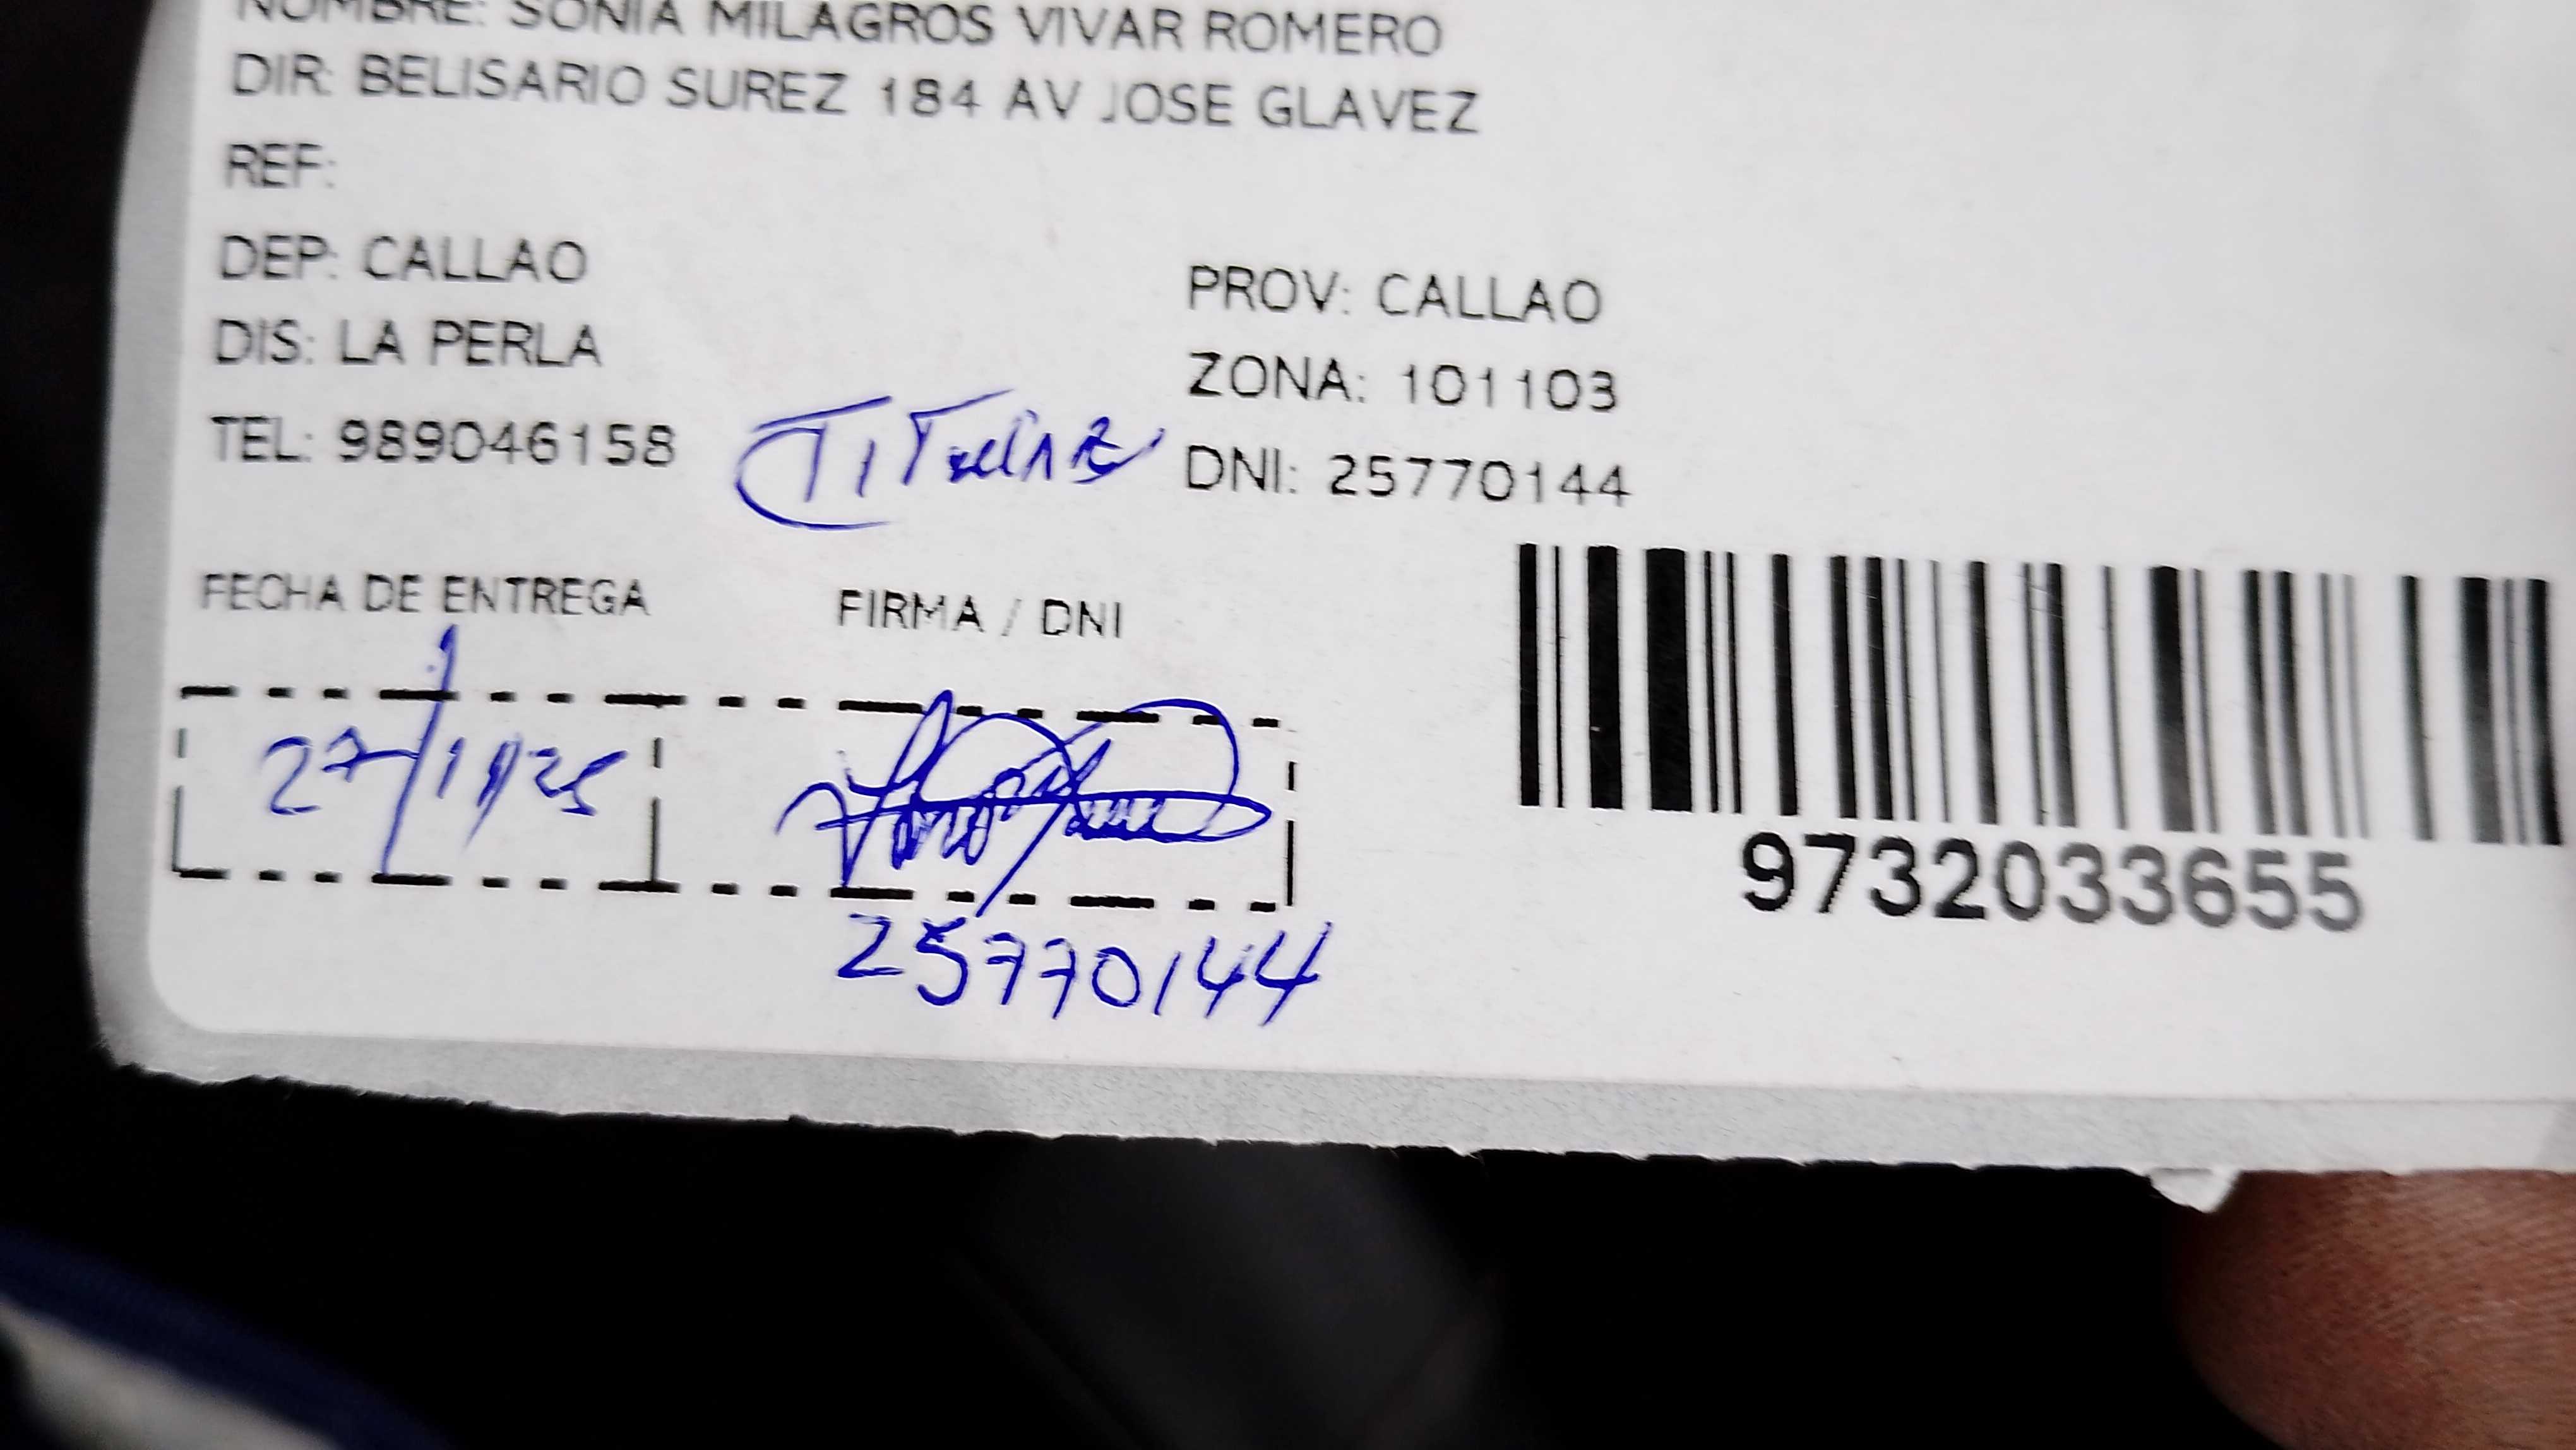 NOMBRE: SONIA MILAGROS VIVAR ROMERO
DIR: BELISARIO SUREZ 184 AV JOSE GLAVEZ
REF:
DEP: CALLAO
PROV: CALLAO
DIS: LA PERLA
ZONA: 101103
TEL: 989046158
TITULAR
DNI: 25770144
FECHA DE ENTREGA
FIRMA / DNI
27/11/25
25770144
9732033655